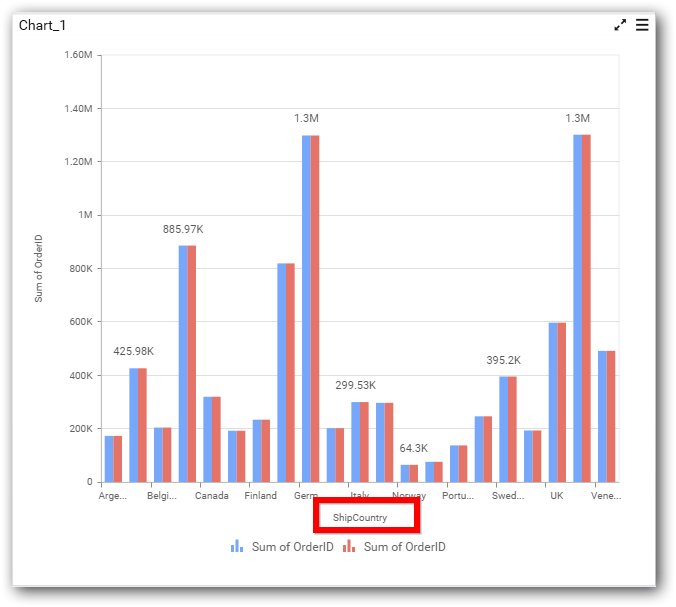 Chart_1
1.60M
1.40M
1.3M 1.3M
1.20M
1M
885.97K
800K
Sum of OrderID
600K
425.98K 395.2K
400K
299.53K
200K
64.3K
0
Arge... Belgi... Canada Finland Germ... Italy Norway Portu... Swed... UK Vene...
ShipCountry
Sum of OrderID Sum of OrderID